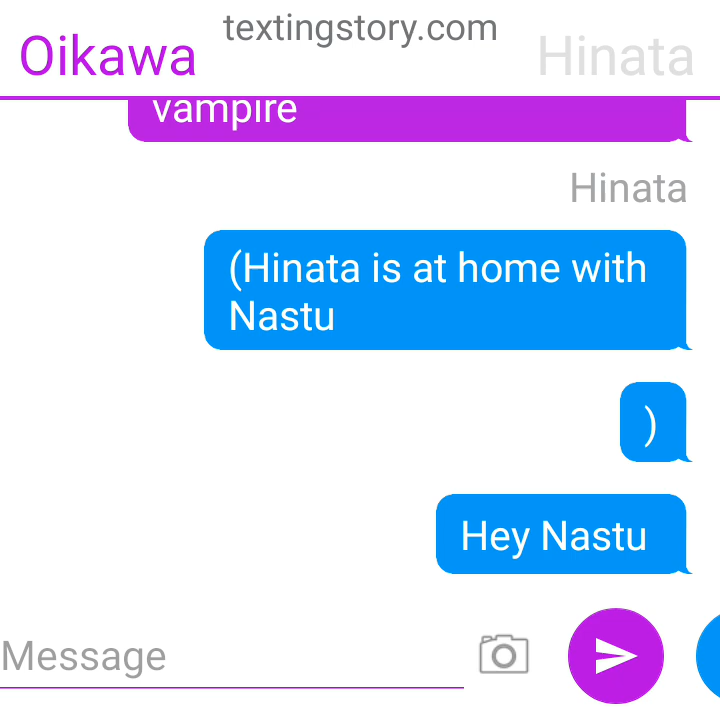 textingstory.com
Oikawa Hinata
vampire
Hinata
(Hinata is at home with
Nastu
)
Hey Nastu
Message